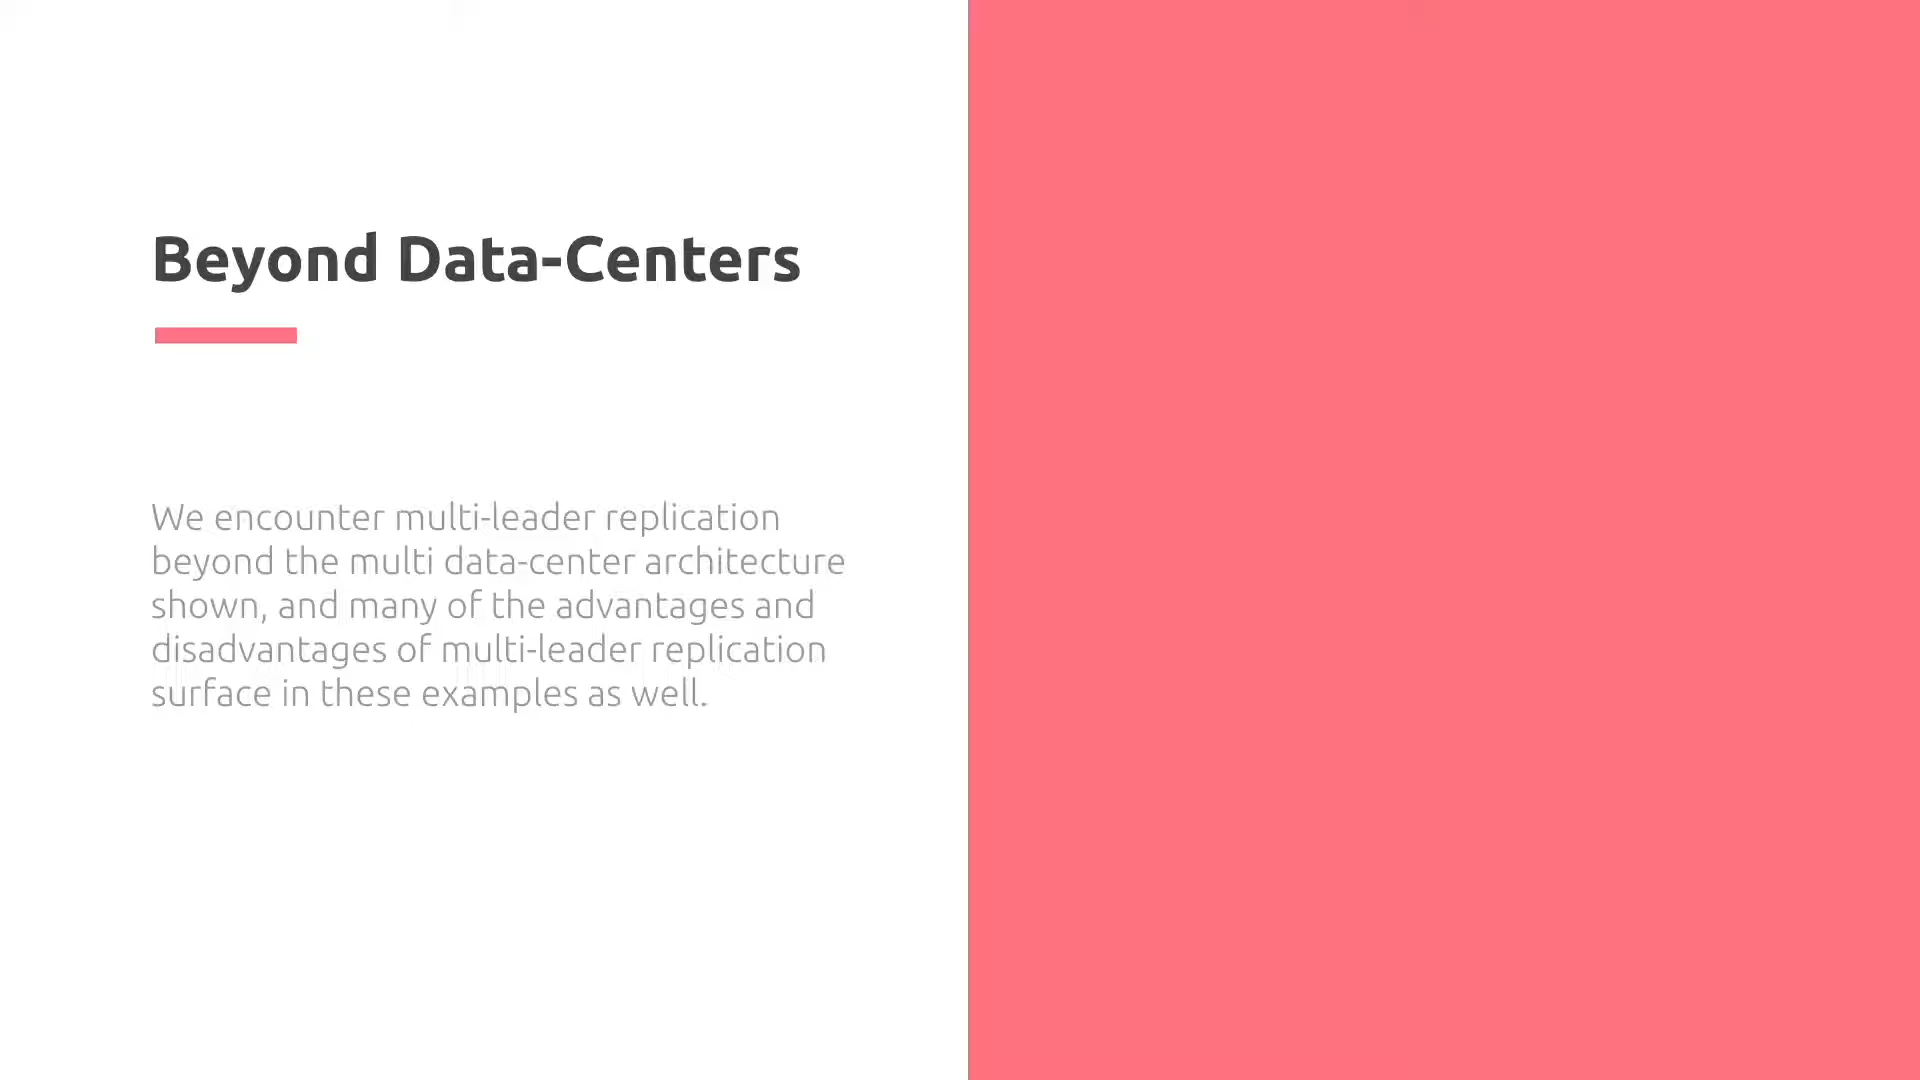 Beyond Data-Centers
We encounter multi-leader replication
beyond the multi data-center architecture
shown, and many of the advantages and
disadvantages of multi-leader replication
surface in these examples as well.